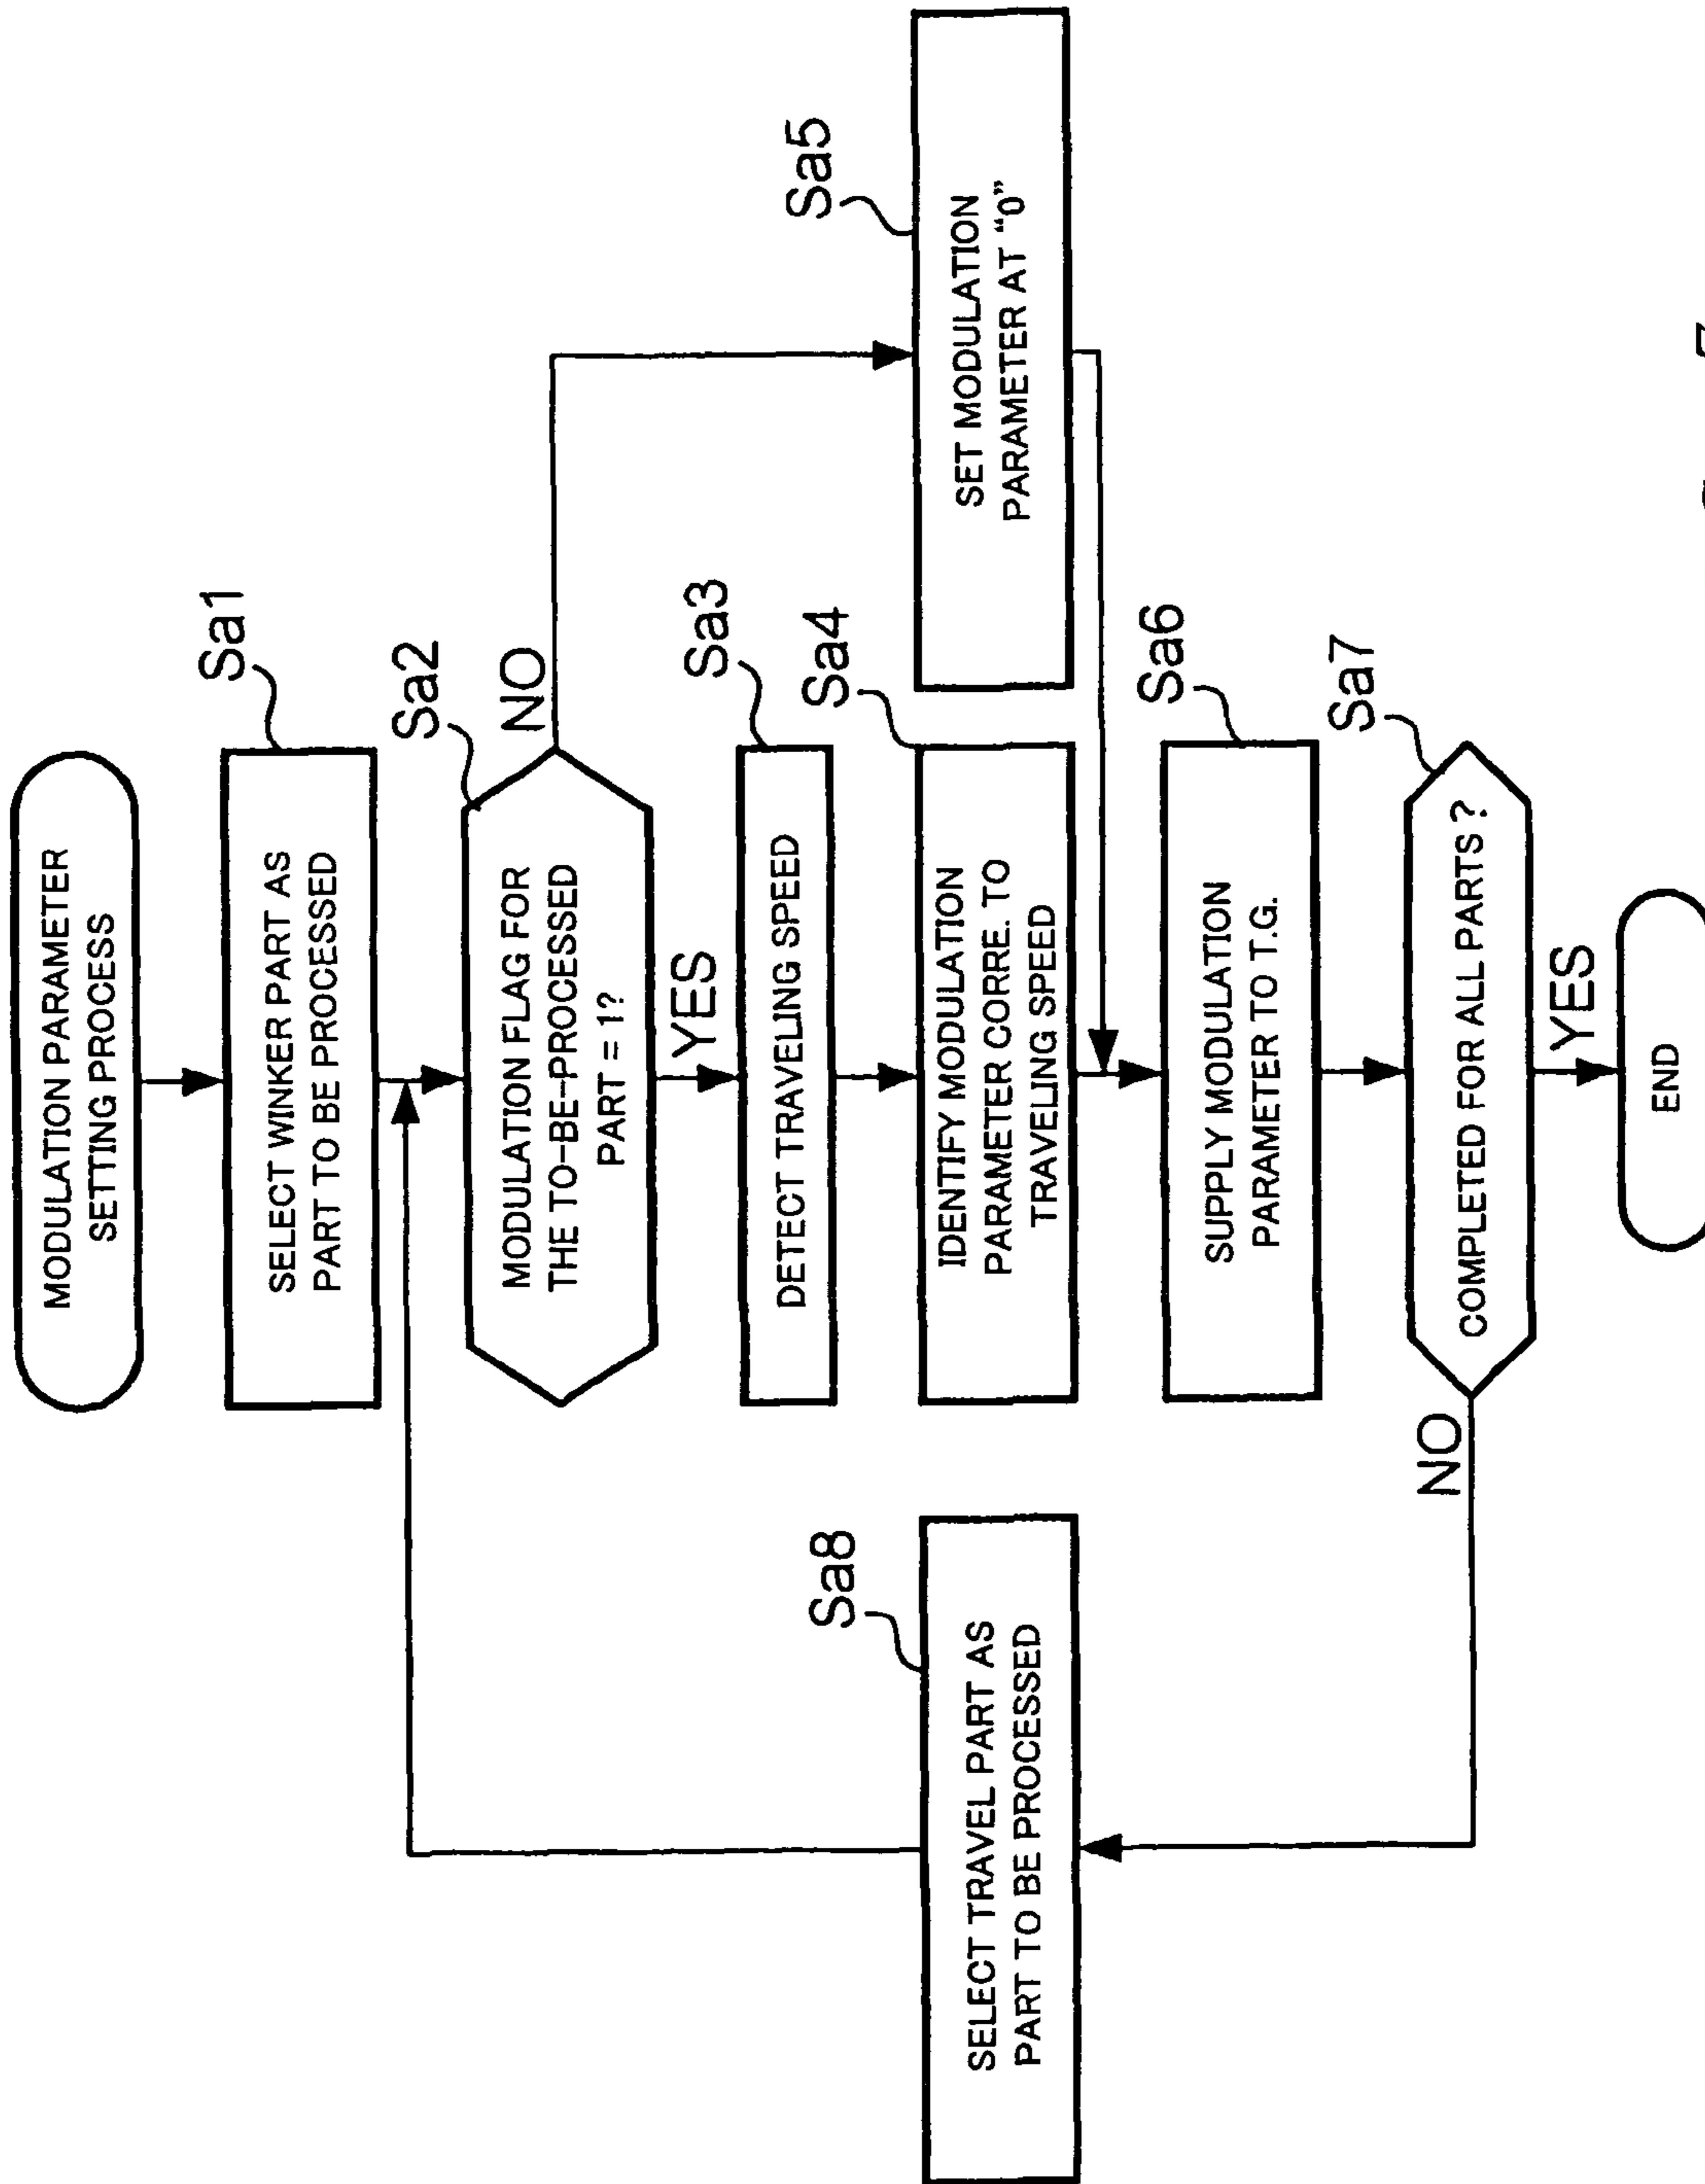 MODULATION PARAMETER
SETTING PROCESS
Sa1
SELECT WINKER PART AS
PART TO BE PROCESSED
Sa2
MODULATION FLAG FOR
THE TO-BE-PROCESSED
PART = 1?
NO
YES
Sa3
DETECT TRAVELING SPEED
Sa4
IDENTIFY MODULATION
PARAMETER CORRE. TO
TRAVELING SPEED
Sa5
SET MODULATION
PARAMETER AT “0”
Sa6
SUPPLY MODULATION
PARAMETER TO T.G.
Sa7
COMPLETED FOR ALL PARTS ?
NO
YES
Sa8
SELECT TRAVEL PART AS
PART TO BE PROCESSED
END